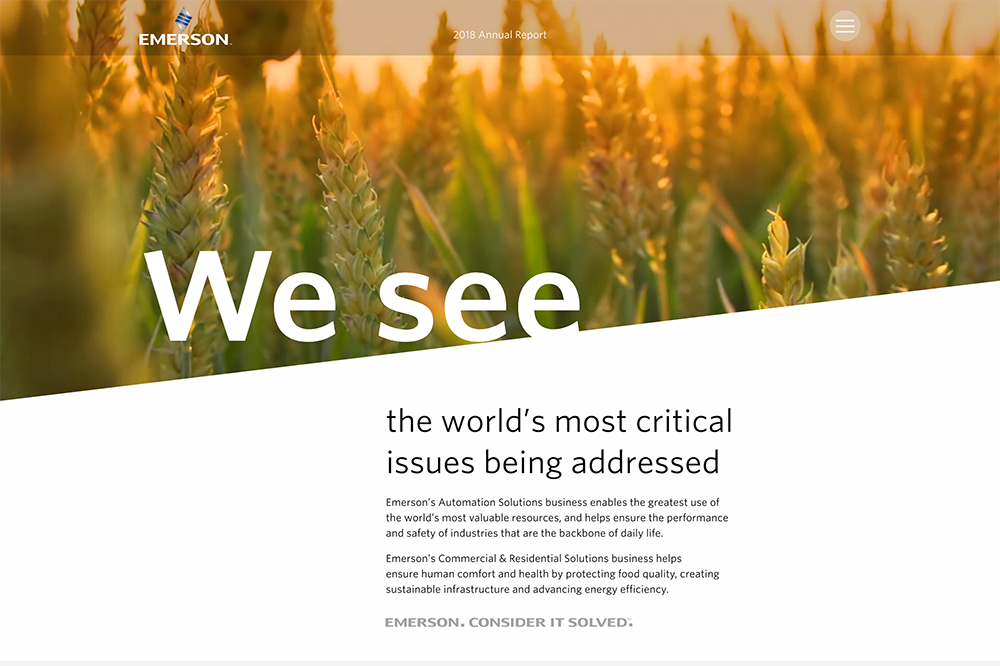 EMERSON™
2018 Annual Report
We see
the world’s most critical
issues being addressed
Emerson’s Automation Solutions business enables the greatest use of
the world’s most valuable resources, and helps ensure the performance
and safety of industries that are the backbone of daily life.
Emerson’s Commercial & Residential Solutions business helps
ensure human comfort and health by protecting food quality, creating
sustainable infrastructure and advancing energy efficiency.
EMERSON. CONSIDER IT SOLVED.